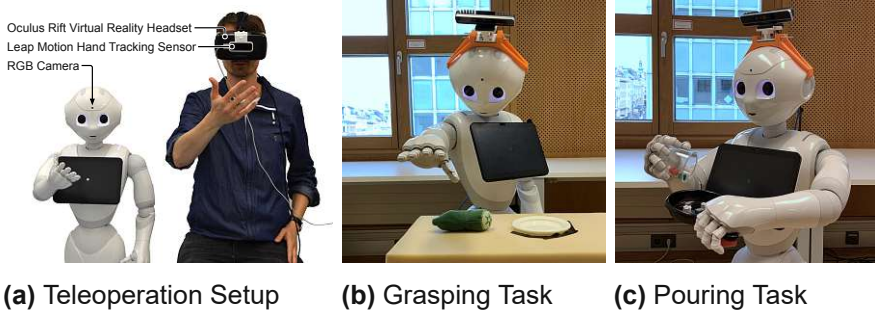 Oculus Rift Virtual Reality Headset
Leap Motion Hand Tracking Sensor
RGB Camera
(a) Teleoperation Setup
(b) Grasping Task
(c) Pouring Task